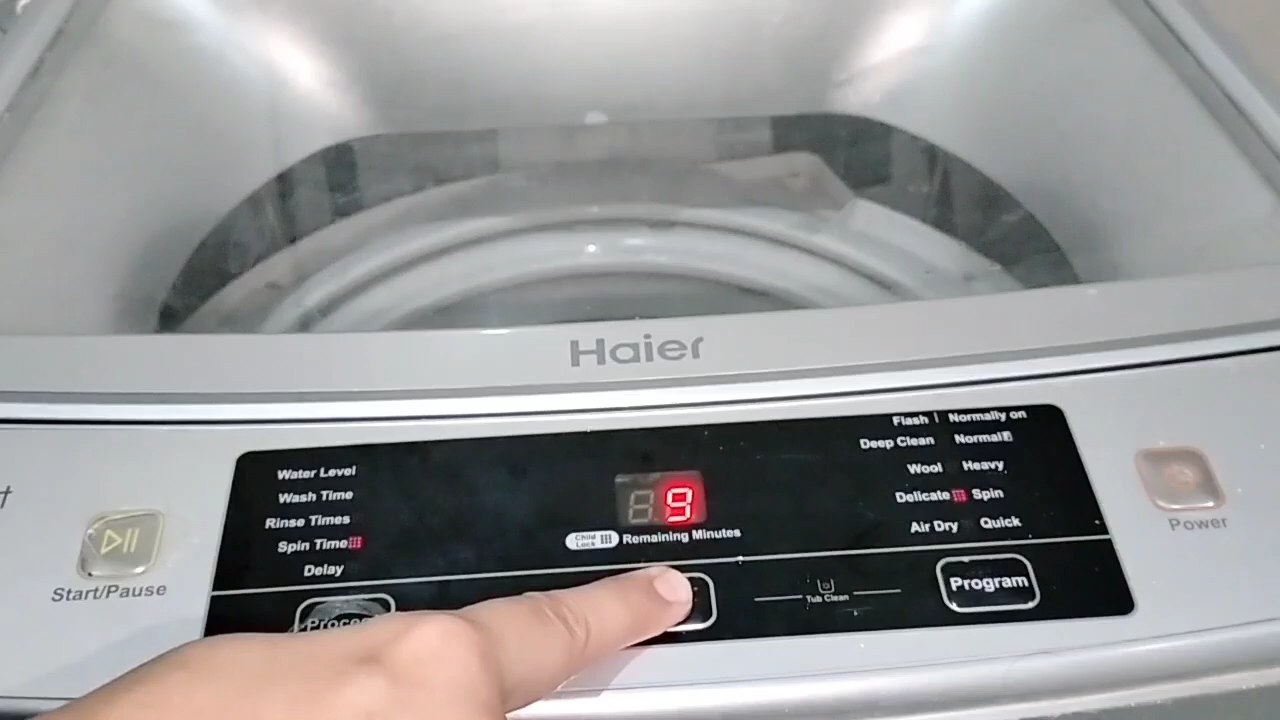 Haier
Water Level
Wash Time
Rinse Times
Spin Time
Delay
Start/Pause
9
Child Lock
Remaining Minutes
Flash | Normally on
Deep Clean Normal
Wool Heavy
Delicate Spin
Air Dry Quick
Tub Clean
Program
Power